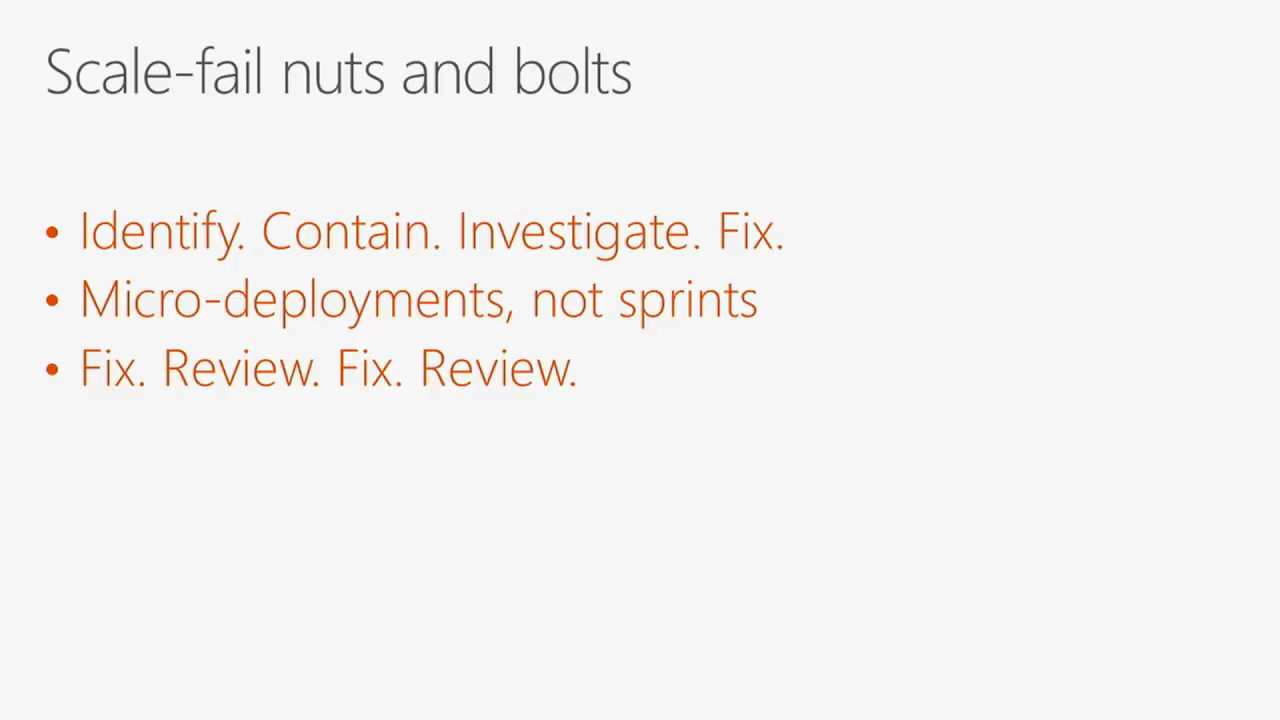 Scale-fail nuts and bolts
• Identify. Contain. Investigate. Fix.
• Micro-deployments, not sprints
• Fix. Review. Fix. Review.